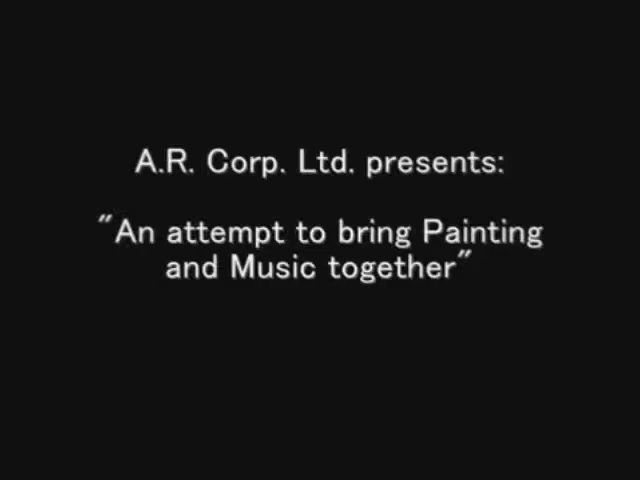 A.R. Corp. Ltd. presents:
"An attempt to bring Painting
and Music together"